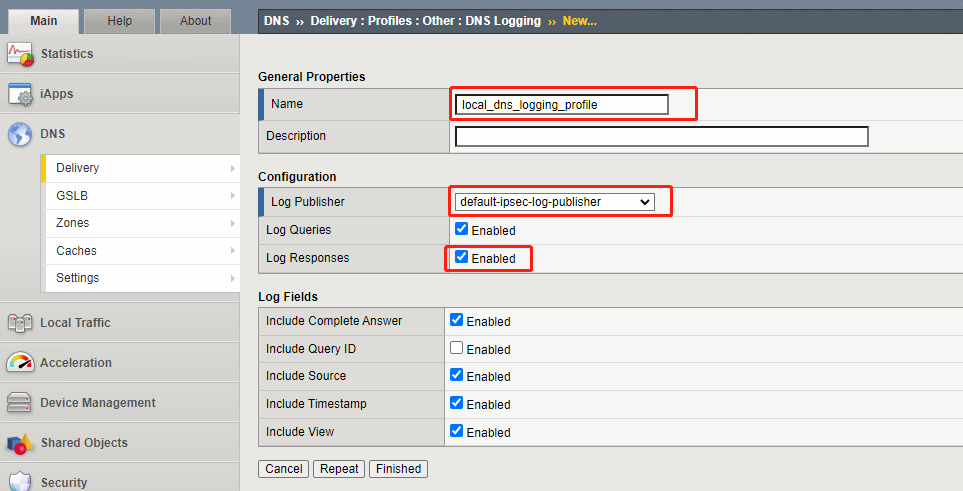 Main Help About
DNS ›› Delivery : Profiles : Other : DNS Logging ›› New...
Statistics
iApps
DNS
Delivery
GSLB
Zones
Caches
Settings
Local Traffic
Acceleration
Device Management
Shared Objects
Security
General Properties
Name local_dns_logging_profile
Description
Configuration
Log Publisher default-ipsec-log-publisher
Log Queries Enabled
Log Responses Enabled
Log Fields
Include Complete Answer Enabled
Include Query ID Enabled
Include Source Enabled
Include Timestamp Enabled
Include View Enabled
Cancel Repeat Finished